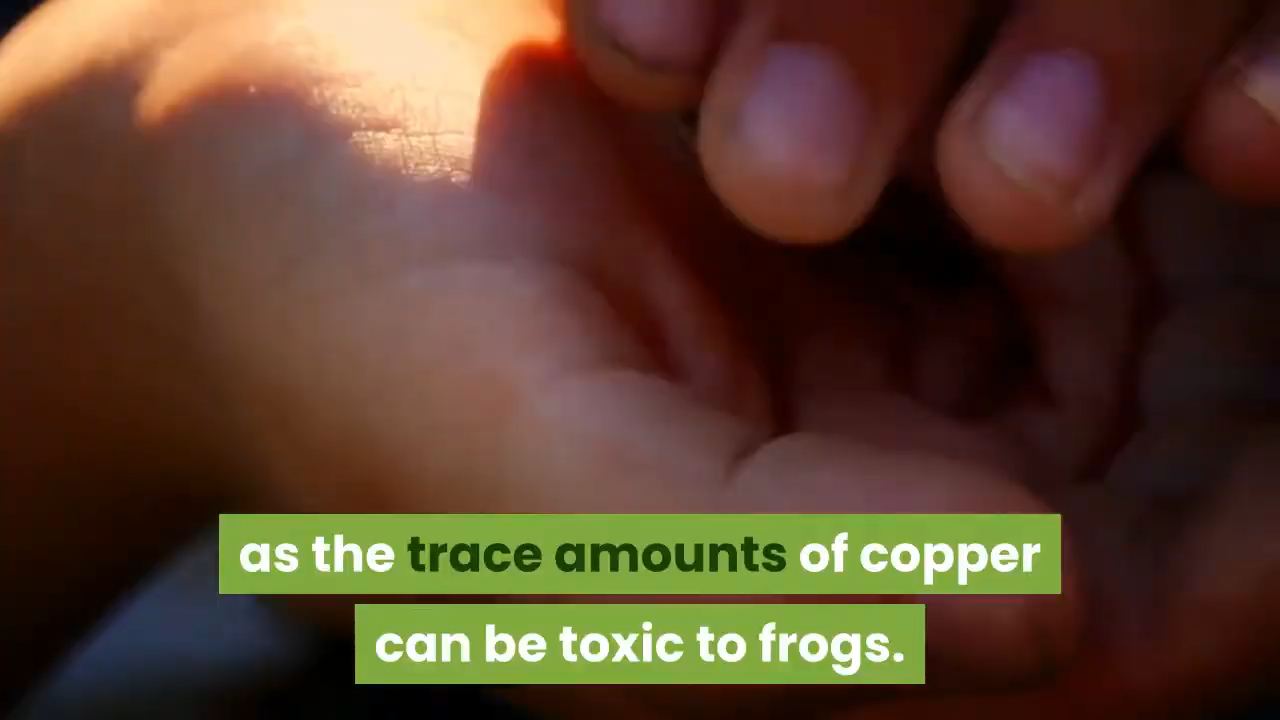 as the trace amounts of copper
can be toxic to frogs.